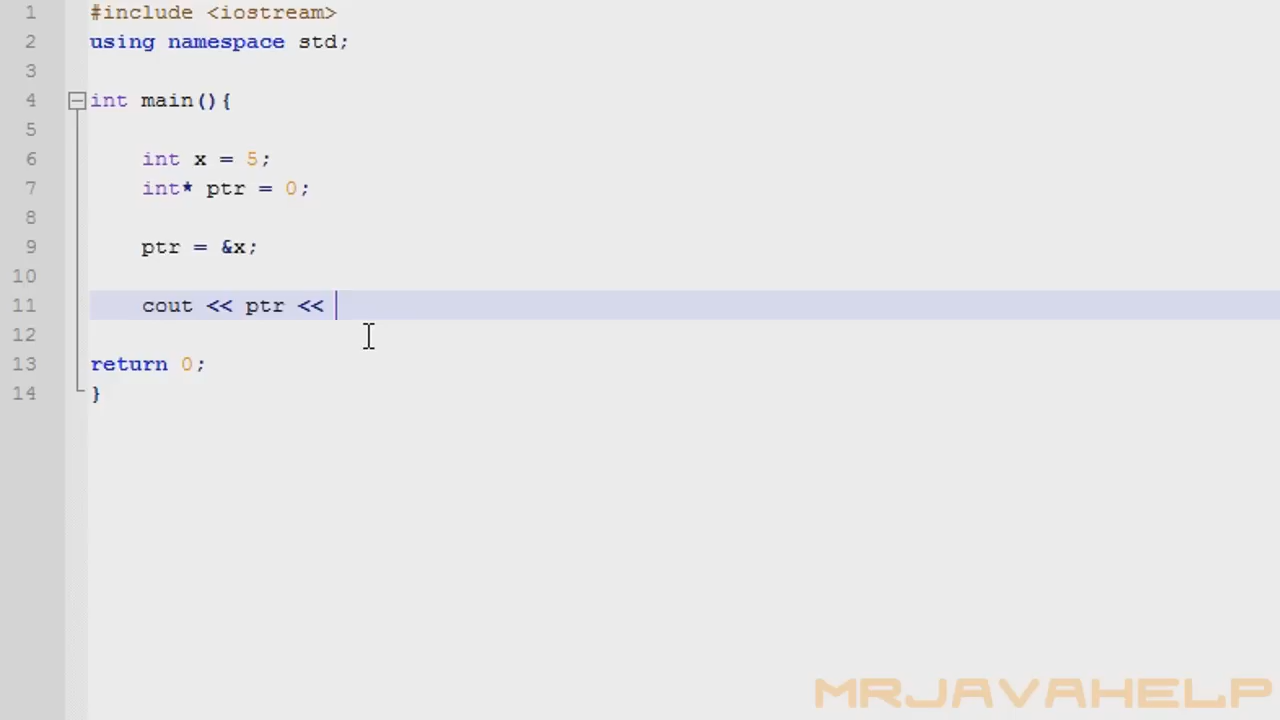 1 #include <iostream>
2 using namespace std;
3
4 int main(){
5
6 int x = 5;
7 int* ptr = 0;
8
9 ptr = &x;
10
11 cout << ptr <<
12
13 return 0;
14 }
MRJAVAHELP